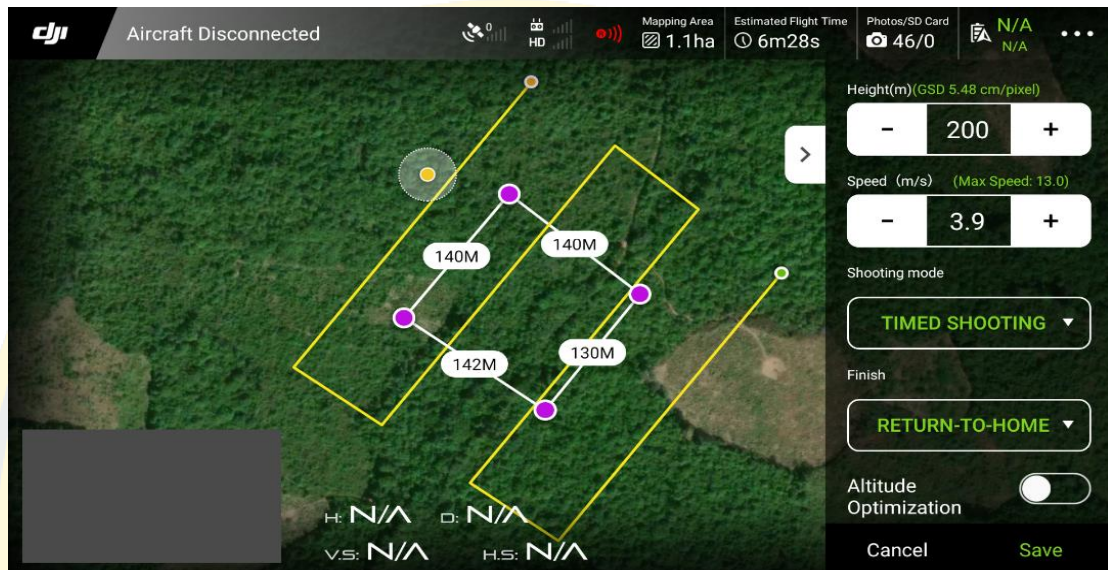 dji
Aircraft Disconnected
0
HD
Mapping Area
1.1ha
Estimated Flight Time
6m28s
Photos/SD Card
46/0
N/A
N/A
Height(m)(GSD 5.48 cm/pixel)
- 200 +
Speed (m/s) (Max Speed: 13.0)
- 3.9 +
Shooting mode
TIMED SHOOTING
Finish
RETURN-TO-HOME
Altitude
Optimization
Cancel Save
140M
140M
142M
130M
H: N/A D: N/A
V.S: N/A H.S: N/A